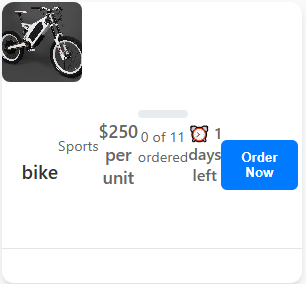 bike
Sports
$250
per
unit
0 of 11
ordered
⏰ 1
days
left
Order
Now